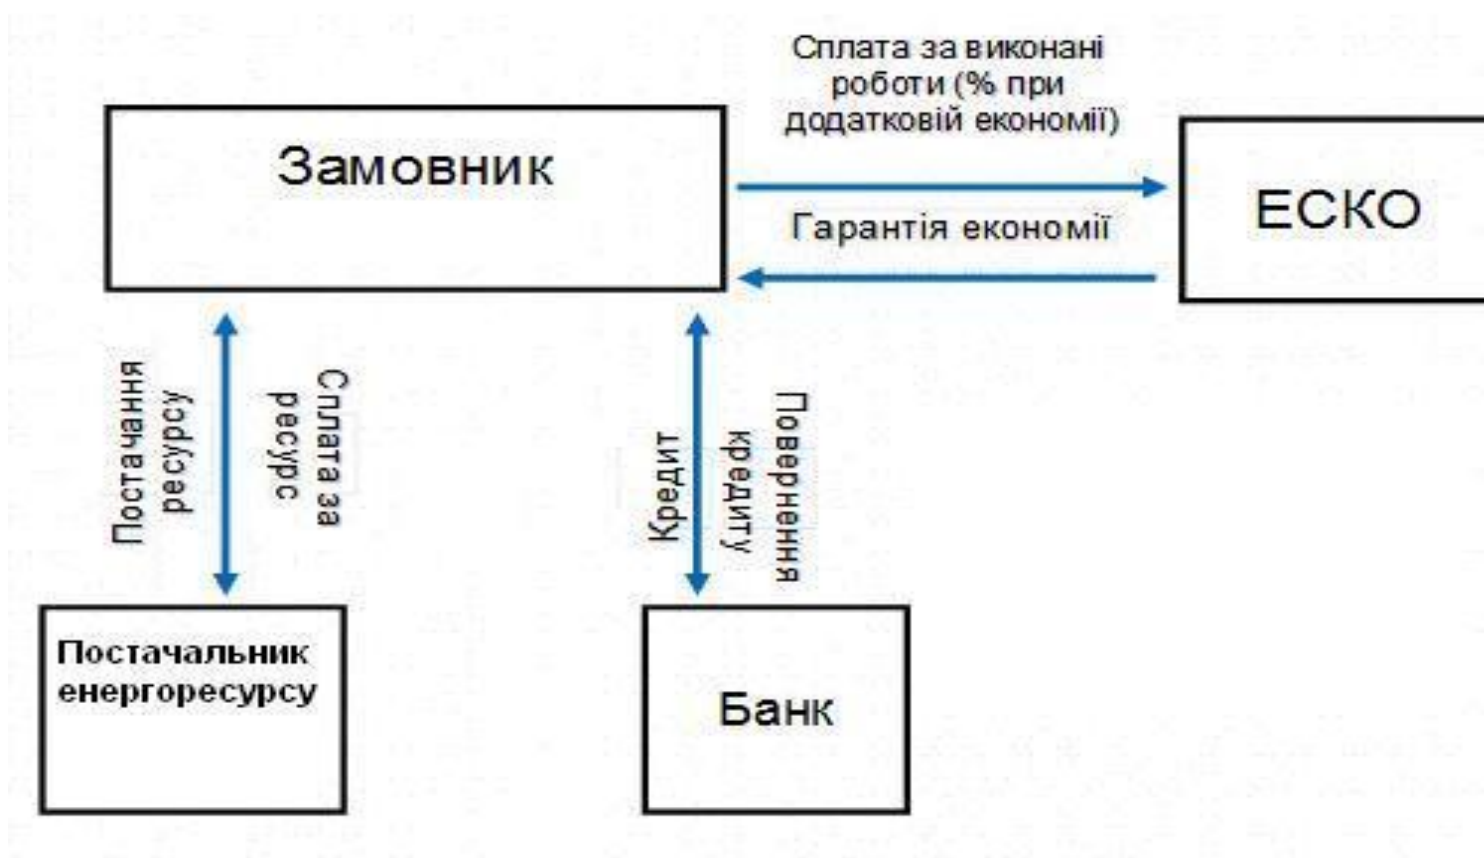 Сплата за виконані
роботи (% при
додатковій економії)
Замовник
ЕСКО
Гарантія економії
Постачання
ресурсу
Сплата за
ресурс
Кредит
Повернення
кредиту
Постачальник
енергоресурсу
Банк